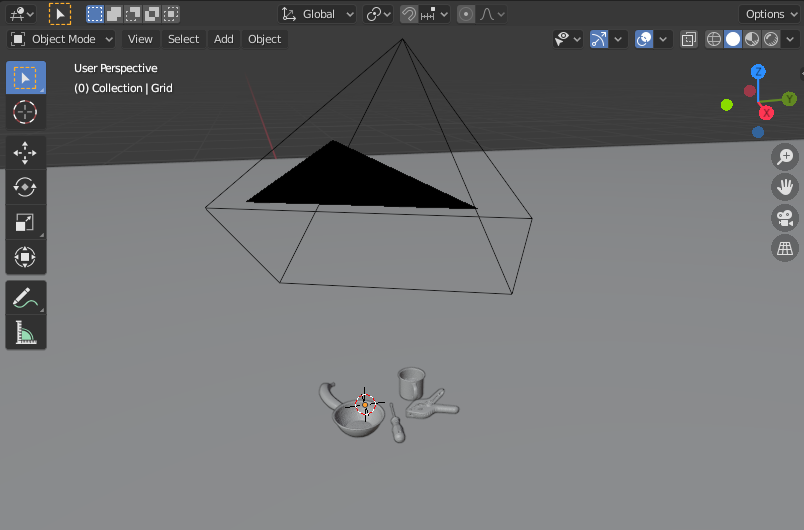 Global
Options
Object Mode
View
Select
Add
Object
User Perspective
(0) Collection | Grid
Z
Y
X